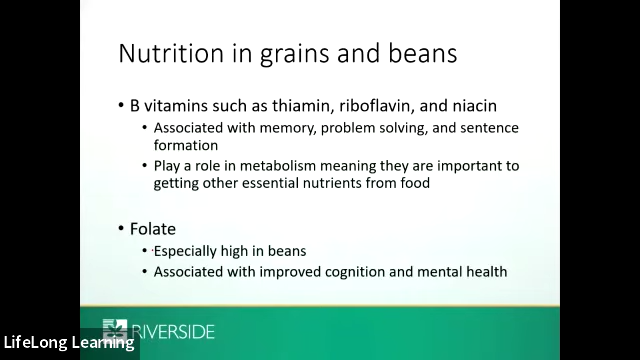 Nutrition in grains and beans
• B vitamins such as thiamin, riboflavin, and niacin
• Associated with memory, problem solving, and sentence
formation
• Play a role in metabolism meaning they are important to
getting other essential nutrients from food
• Folate
• Especially high in beans
• Associated with improved cognition and mental health
RIVERSIDE
LifeLong Learning